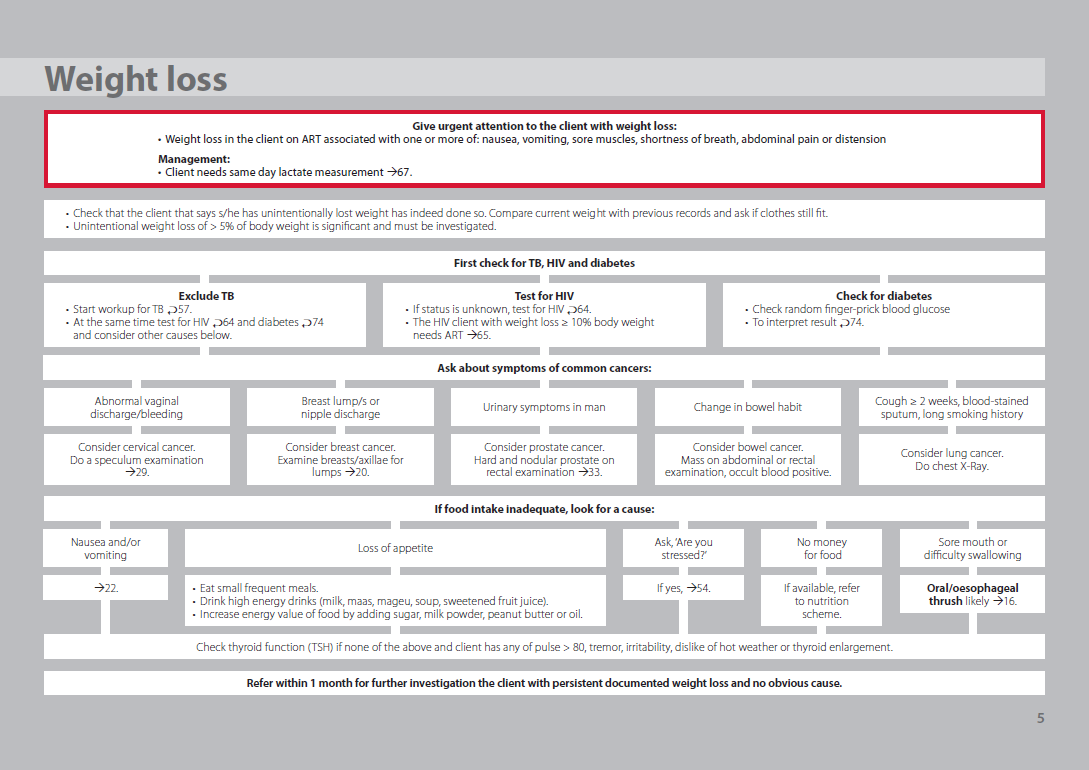 Weight loss
Give urgent attention to the client with weight loss:
• Weight loss in the client on ART associated with one or more of: nausea, vomiting, sore muscles, shortness of breath, abdominal pain or distension
Management:
• Client needs same day lactate measurement →67.
• Check that the client that says s/he has unintentionally lost weight has indeed done so. Compare current weight with previous records and ask if clothes still fit.
• Unintentional weight loss of > 5% of body weight is significant and must be investigated.
First check for TB, HIV and diabetes
Exclude TB
• Start workup for TB ⮌57.
• At the same time test for HIV ⮌64 and diabetes ⮌74
and consider other causes below.
Test for HIV
• If status is unknown, test for HIV ⮌64.
• The HIV client with weight loss ≥ 10% body weight
needs ART →65.
Check for diabetes
• Check random finger-prick blood glucose
• To interpret result ⮌74.
Ask about symptoms of common cancers:
Abnormal vaginal
discharge/bleeding
Breast lump/s or
nipple discharge
Urinary symptoms in man
Change in bowel habit
Cough ≥ 2 weeks, blood-stained
sputum, long smoking history
Consider cervical cancer.
Do a speculum examination
→29.
Consider breast cancer.
Examine breasts/axillae for
lumps →20.
Consider prostate cancer.
Hard and nodular prostate on
rectal examination →33.
Consider bowel cancer.
Mass on abdominal or rectal
examination, occult blood positive.
Consider lung cancer.
Do chest X-Ray.
If food intake inadequate, look for a cause:
Nausea and/or
vomiting
Loss of appetite
Ask, ‘Are you
stressed?’
No money
for food
Sore mouth or
difficulty swallowing
→22.
• Eat small frequent meals.
• Drink high energy drinks (milk, maas, mageu, soup, sweetened fruit juice).
• Increase energy value of food by adding sugar, milk powder, peanut butter or oil.
If yes, →54.
If available, refer
to nutrition
scheme.
Oral/oesophageal
thrush likely →16.
Check thyroid function (TSH) if none of the above and client has any of pulse > 80, tremor, irritability, dislike of hot weather or thyroid enlargement.
Refer within 1 month for further investigation the client with persistent documented weight loss and no obvious cause.
5